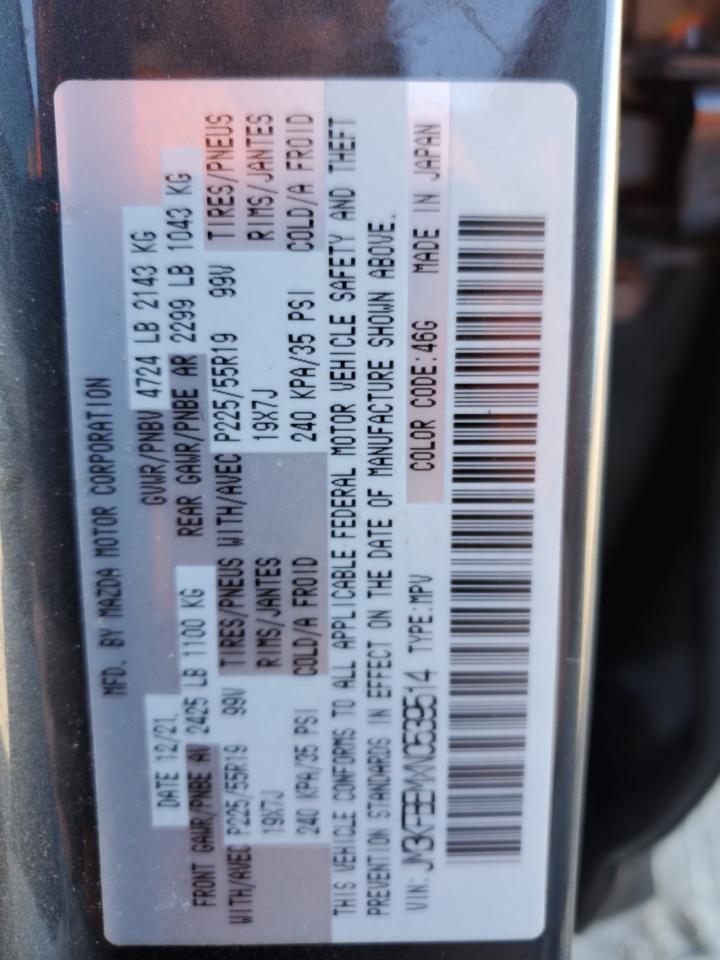 MFD. BY MAZDA MOTOR CORPORATION
DATE 12/21. GVWR/PNBV 4724 LB 2143 KG
FRONT GAWR/PNBE AV 2425 LB 1100 KG REAR GAWR/PNBE AR 2299 LB 1043 KG
WITH/AVEC P225/55R19 99V TIRES/PNEUS WITH/AVEC P225/55R19 99V TIRES/PNEUS
19X7J RIMS/JANTES 19X7J RIMS/JANTES
240 KPA/35 PSI COLD/A FROID 240 KPA/35 PSI COLD/A FROID
THIS VEHICLE CONFORMS TO ALL APPLICABLE FEDERAL MOTOR VEHICLE SAFETY AND THEFT
PREVENTION STANDARDS IN EFFECT ON THE DATE OF MANUFACTURE SHOWN ABOVE.
VIN: JM3KFBEMXN0539514 TYPE:MPV COLOR CODE:46G MADE IN JAPAN